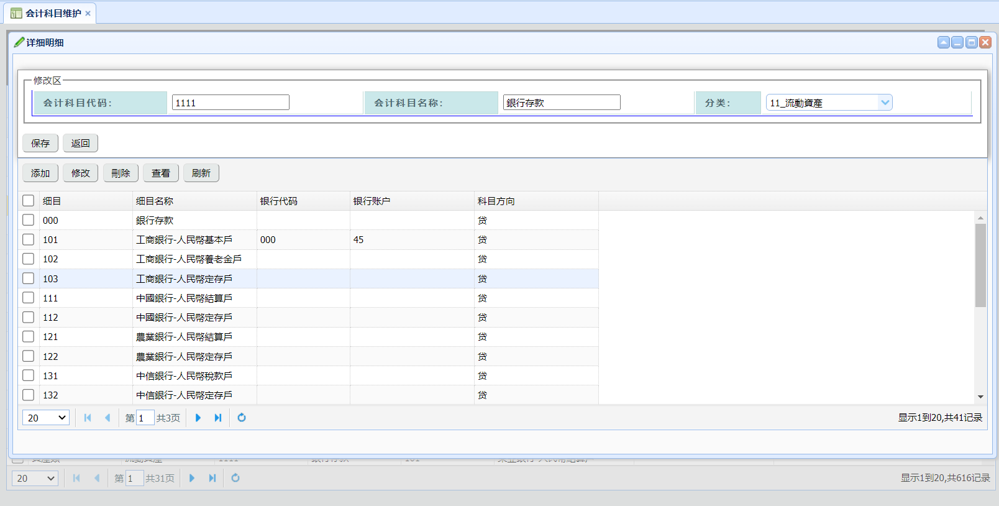 会计科目维护
详细明细
修改区
会计科目代码: 1111 会计科目名称: 銀行存款 分类: 11_流動資產
保存 返回
添加 修改 刪除 查看 刷新
细目 细目名称 银行代码 银行账户 科目方向
000 銀行存款 贷
101 工商銀行-人民幣基本戶 000 45 贷
102 工商銀行-人民幣養老金戶 贷
103 工商銀行-人民幣定存戶 贷
111 中國銀行-人民幣結算戶 贷
112 中國銀行-人民幣定存戶 贷
121 農業銀行-人民幣結算戶 贷
122 農業銀行-人民幣定存戶 贷
131 中信銀行-人民幣稅款戶 贷
132 中信銀行-人民幣定存戶 贷
20 第 1 共3页 显示1到20,共41记录
20 第 1 共31页 显示1到20,共616记录